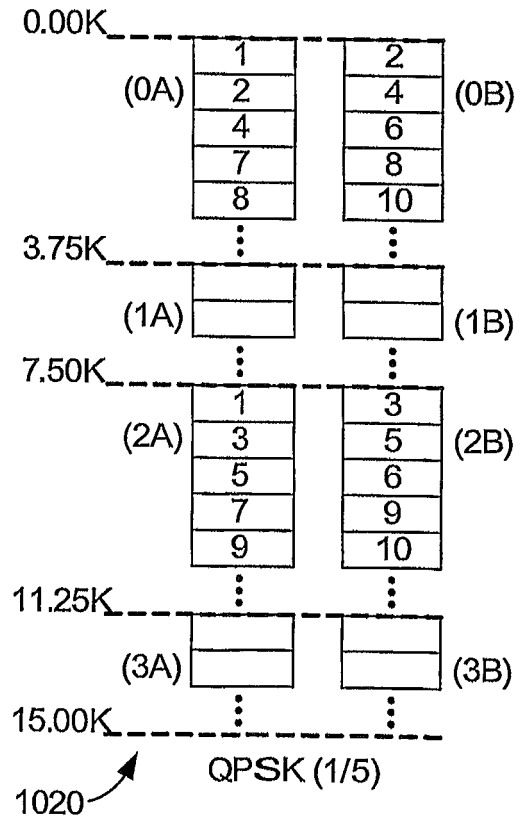 0.00K
1 2
(0A) 2 4 (0B)
4 6
7 8
8 10
3.75K
(1A) (1B)
7.50K
1 3
(2A) 3 5 (2B)
5 6
7 9
9 10
11.25K
(3A) (3B)
15.00K
QPSK (1/5)
1020